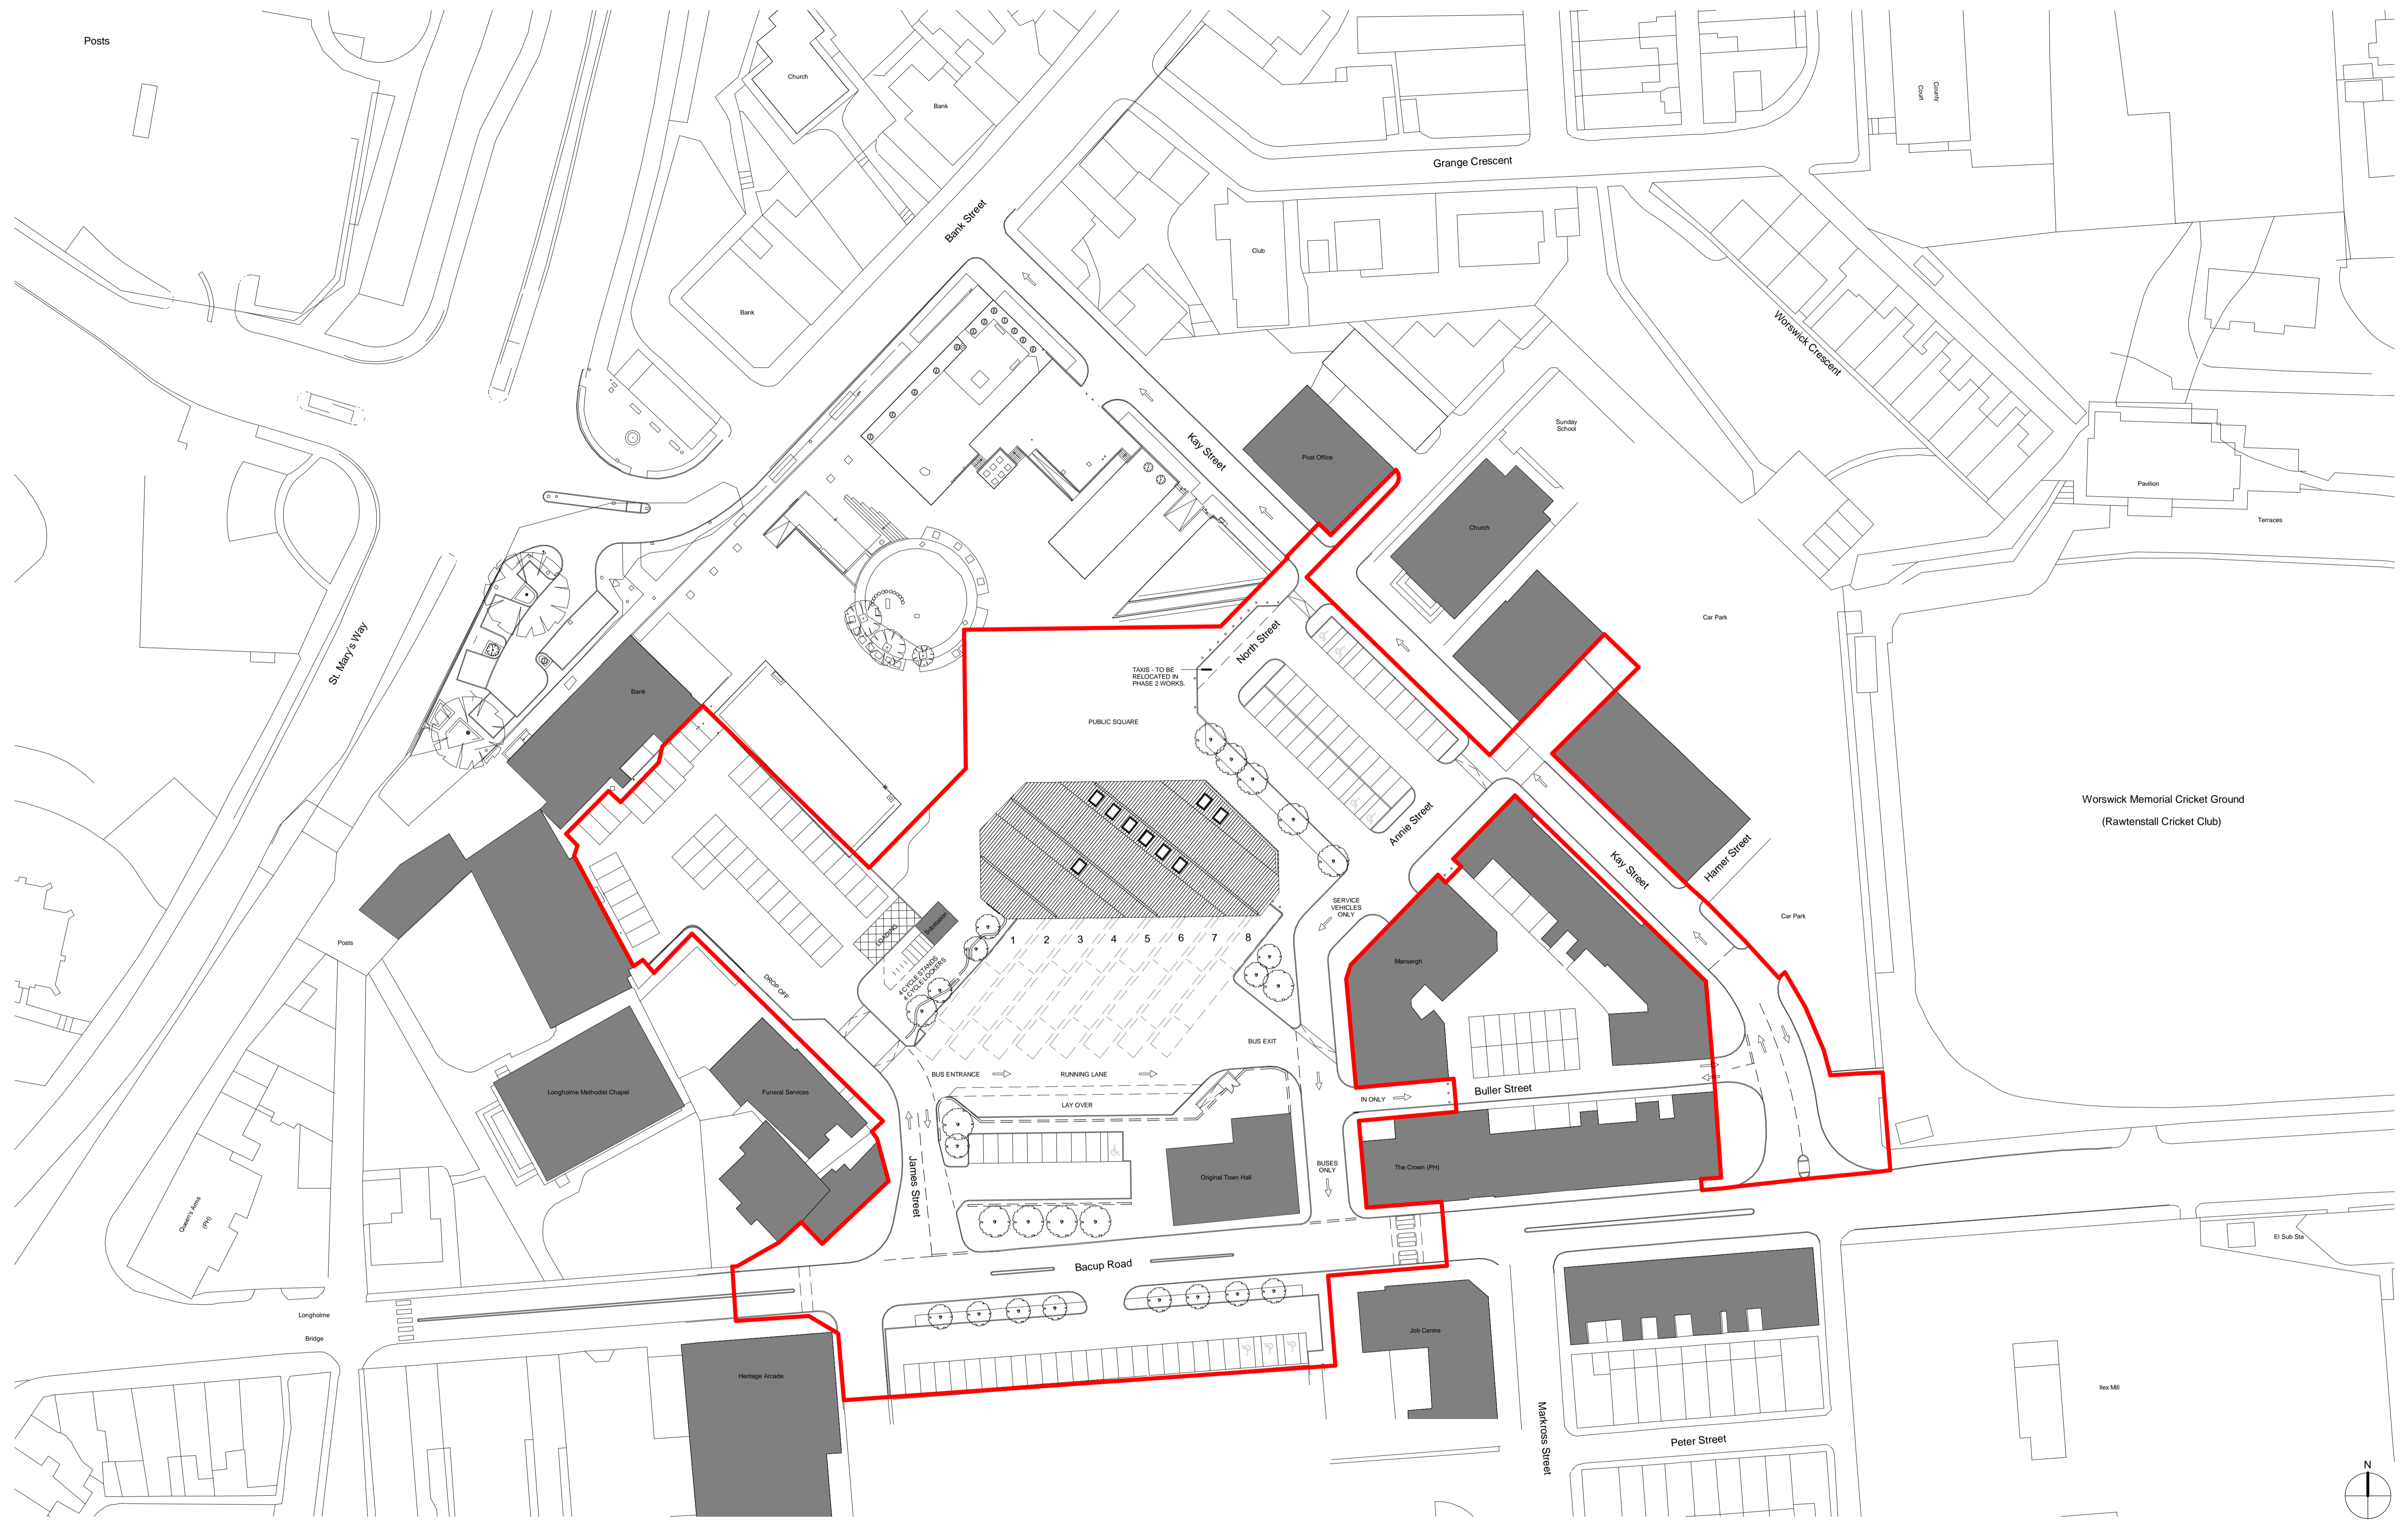 Posts
Church
Bank
County
Court
Grange Crescent
Bank Street
Club
Bank
Worswick Crescent
Kay Street
Sunday
School
Post Office
Pavilion
Church
Terraces
Car Park
North Street
St. Mary's Way
TAXIS - TO BE
RELOCATED IN
PHASE 2 WORKS.
Bank
PUBLIC SQUARE
Worswick Memorial Cricket Ground
(Rawtenstall Cricket Club)
Annie Street
Kay Street
Hamer Street
SERVICE
VEHICLES
ONLY
Car Park
Posts
LOADING
Substation
1 2 3 4 5 6 7 8
4 CYCLE STANDS
4 CYCLE LOCKERS
Mansergh
DROP OFF
BUS EXIT
BUS ENTRANCE
RUNNING LANE
Longholme Methodist Chapel
Funeral Services
Buller Street
IN ONLY
LAY OVER
BUSES
ONLY
The Crown (PH)
James Street
Original Town Hall
Queen's Arms
(PH)
El Sub Sta
Bacup Road
Longholme
Bridge
Job Centre
Heritage Arcade
Ilex Mill
Markross Street
Peter Street
N